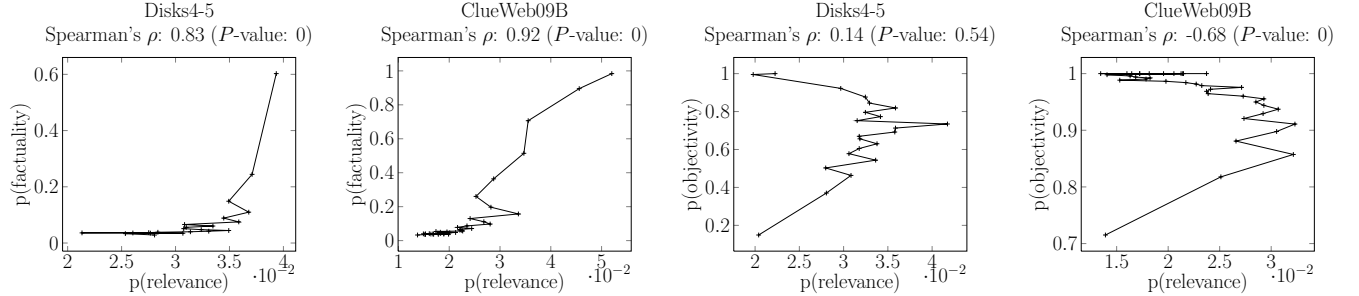 Disks4-5
Spearman's ρ: 0.83 (P-value: 0)
0.6
0.4
0.2
0
p(factuality)
2
2.5
3
3.5
4
·10⁻²
p(relevance)
ClueWeb09B
Spearman's ρ: 0.92 (P-value: 0)
1
0.8
0.6
0.4
0.2
0
p(factuality)
1
2
3
4
5
·10⁻²
p(relevance)
Disks4-5
Spearman's ρ: 0.14 (P-value: 0.54)
1
0.8
0.6
0.4
0.2
p(objectivity)
2
2.5
3
3.5
4
·10⁻²
p(relevance)
ClueWeb09B
Spearman's ρ: -0.68 (P-value: 0)
1
0.9
0.8
0.7
p(objectivity)
1.5
2
2.5
3
·10⁻²
p(relevance)